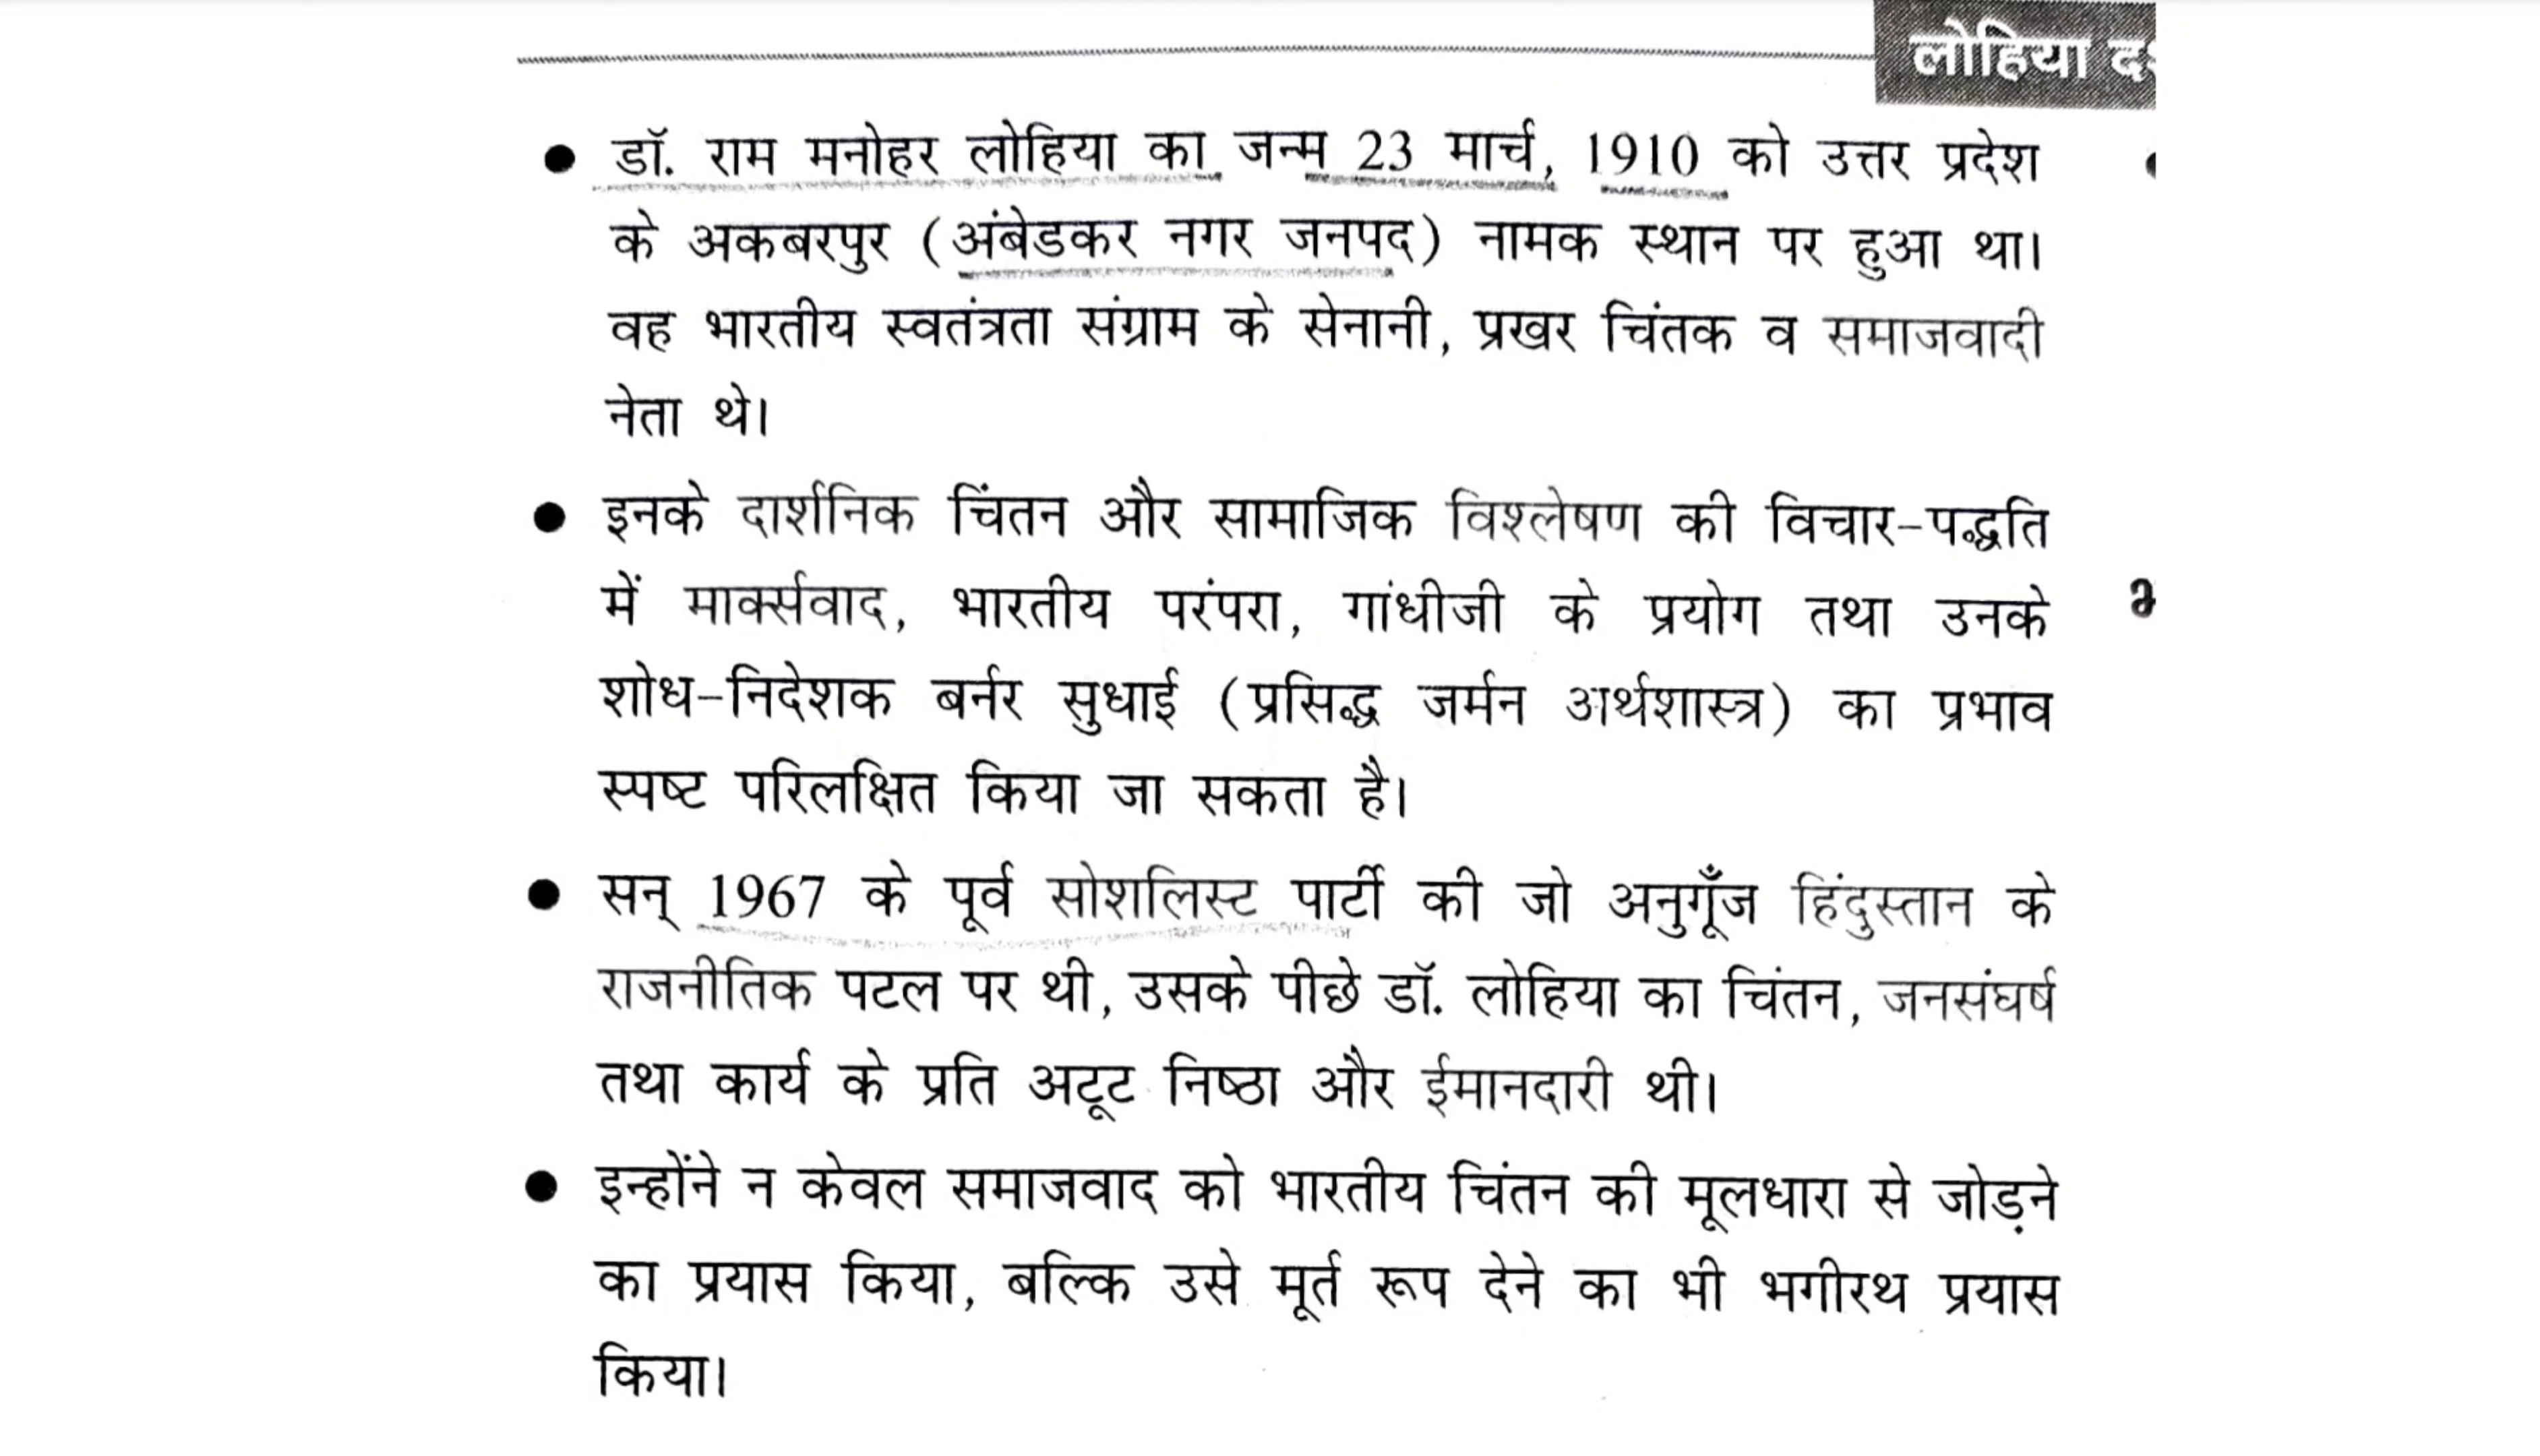 लोहिया
● डॉ. राम मनोहर लोहिया का जन्म 23 मार्च, 1910 को उत्तर प्रदेश
के अकबरपुर (अंबेडकर नगर जनपद) नामक स्थान पर हुआ था।
वह भारतीय स्वतंत्रता संग्राम के सेनानी, प्रखर चिंतक व समाजवादी
नेता थे।
● इनके दार्शनिक चिंतन और सामाजिक विश्लेषण की विचार-पद्धति
में मार्क्सवाद, भारतीय परंपरा, गांधीजी के प्रयोग तथा उनके
शोध-निदेशक बर्नर सुधाई (प्रसिद्ध जर्मन अर्थशास्त्र) का प्रभाव
स्पष्ट परिलक्षित किया जा सकता है।
● सन् 1967 के पूर्व सोशलिस्ट पार्टी की जो अनुगूँज हिंदुस्तान के
राजनीतिक पटल पर थी, उसके पीछे डॉ. लोहिया का चिंतन, जनसंघर्ष
तथा कार्य के प्रति अटूट निष्ठा और ईमानदारी थी।
● इन्होंने न केवल समाजवाद को भारतीय चिंतन की मूलधारा से जोड़ने
का प्रयास किया, बल्कि उसे मूर्त रूप देने का भी भगीरथ प्रयास
किया।